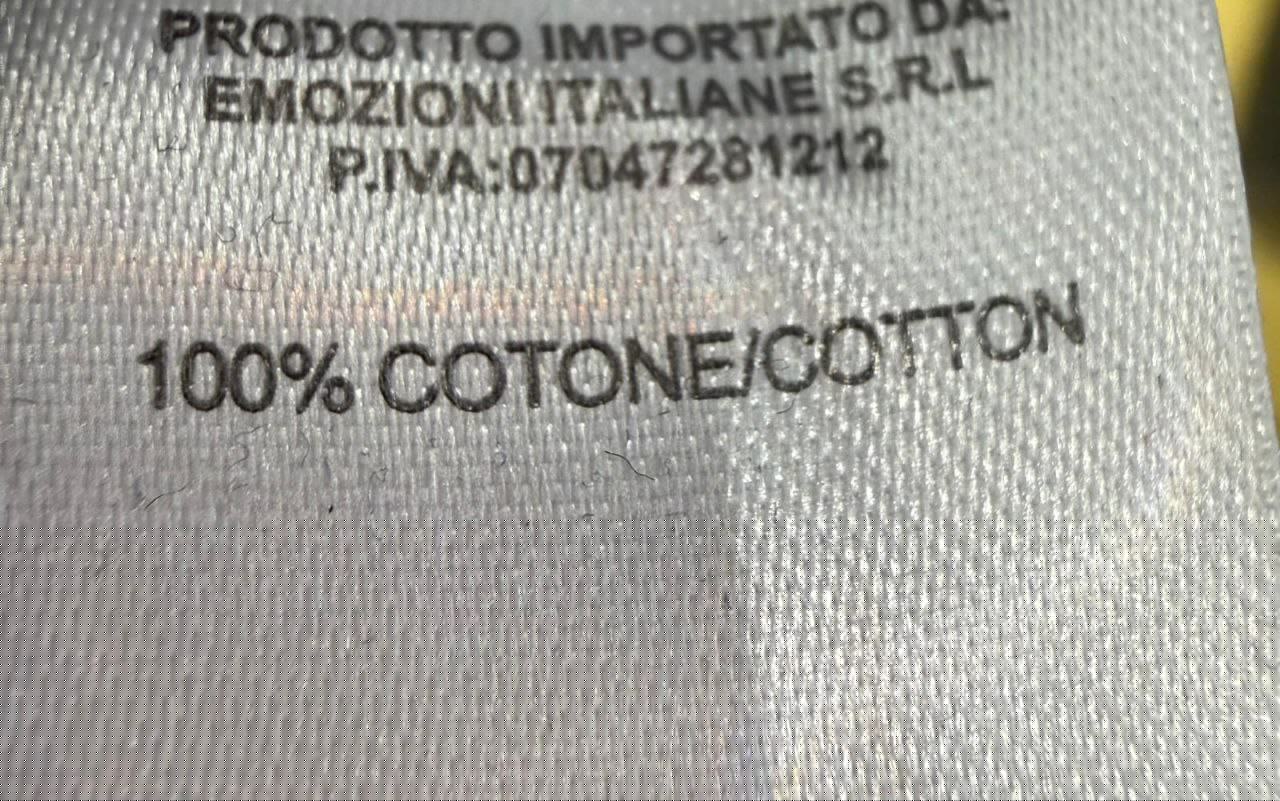 PRODOTTO IMPORTATO DA:
EMOZIONI ITALIANE S.R.L
P.IVA:07047281212
100% COTONE/COTTON